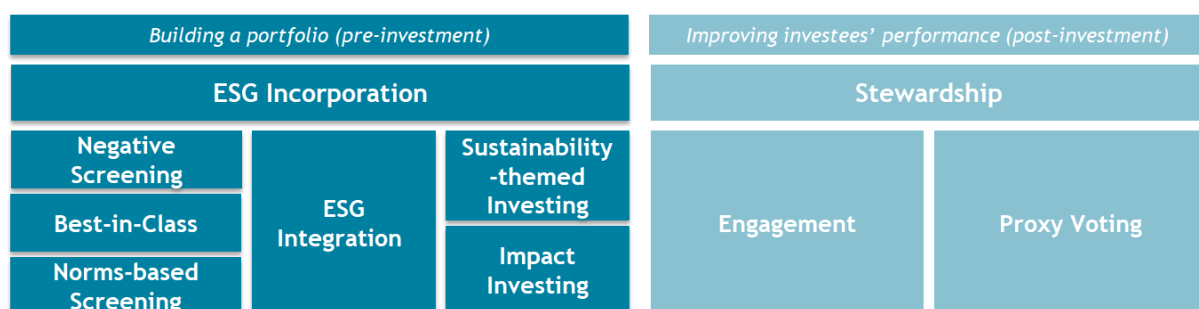 Building a portfolio (pre-investment)
Improving investees' performance (post-investment)
ESG Incorporation
Stewardship
Negative
Screening
Best-in-Class
Norms-based
Screening
ESG
Integration
Sustainability
-themed
Investing
Impact
Investing
Engagement
Proxy Voting